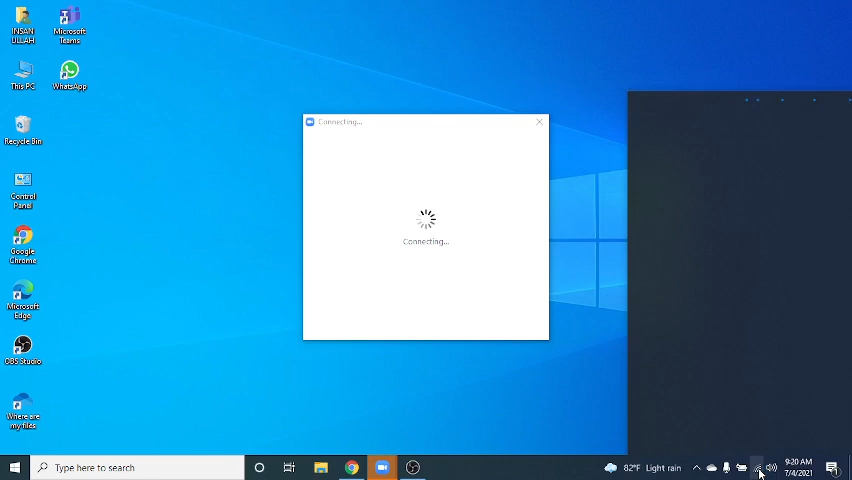 INSAN
ULLAH
Microsoft
Teams
This PC
WhatsApp
Recycle Bin
Control
Panel
Google
Chrome
Microsoft
Edge
OBS Studio
Where are
my files
Connecting...
Connecting...
Type here to search
82°F Light rain
9:20 AM
7/4/2021
1